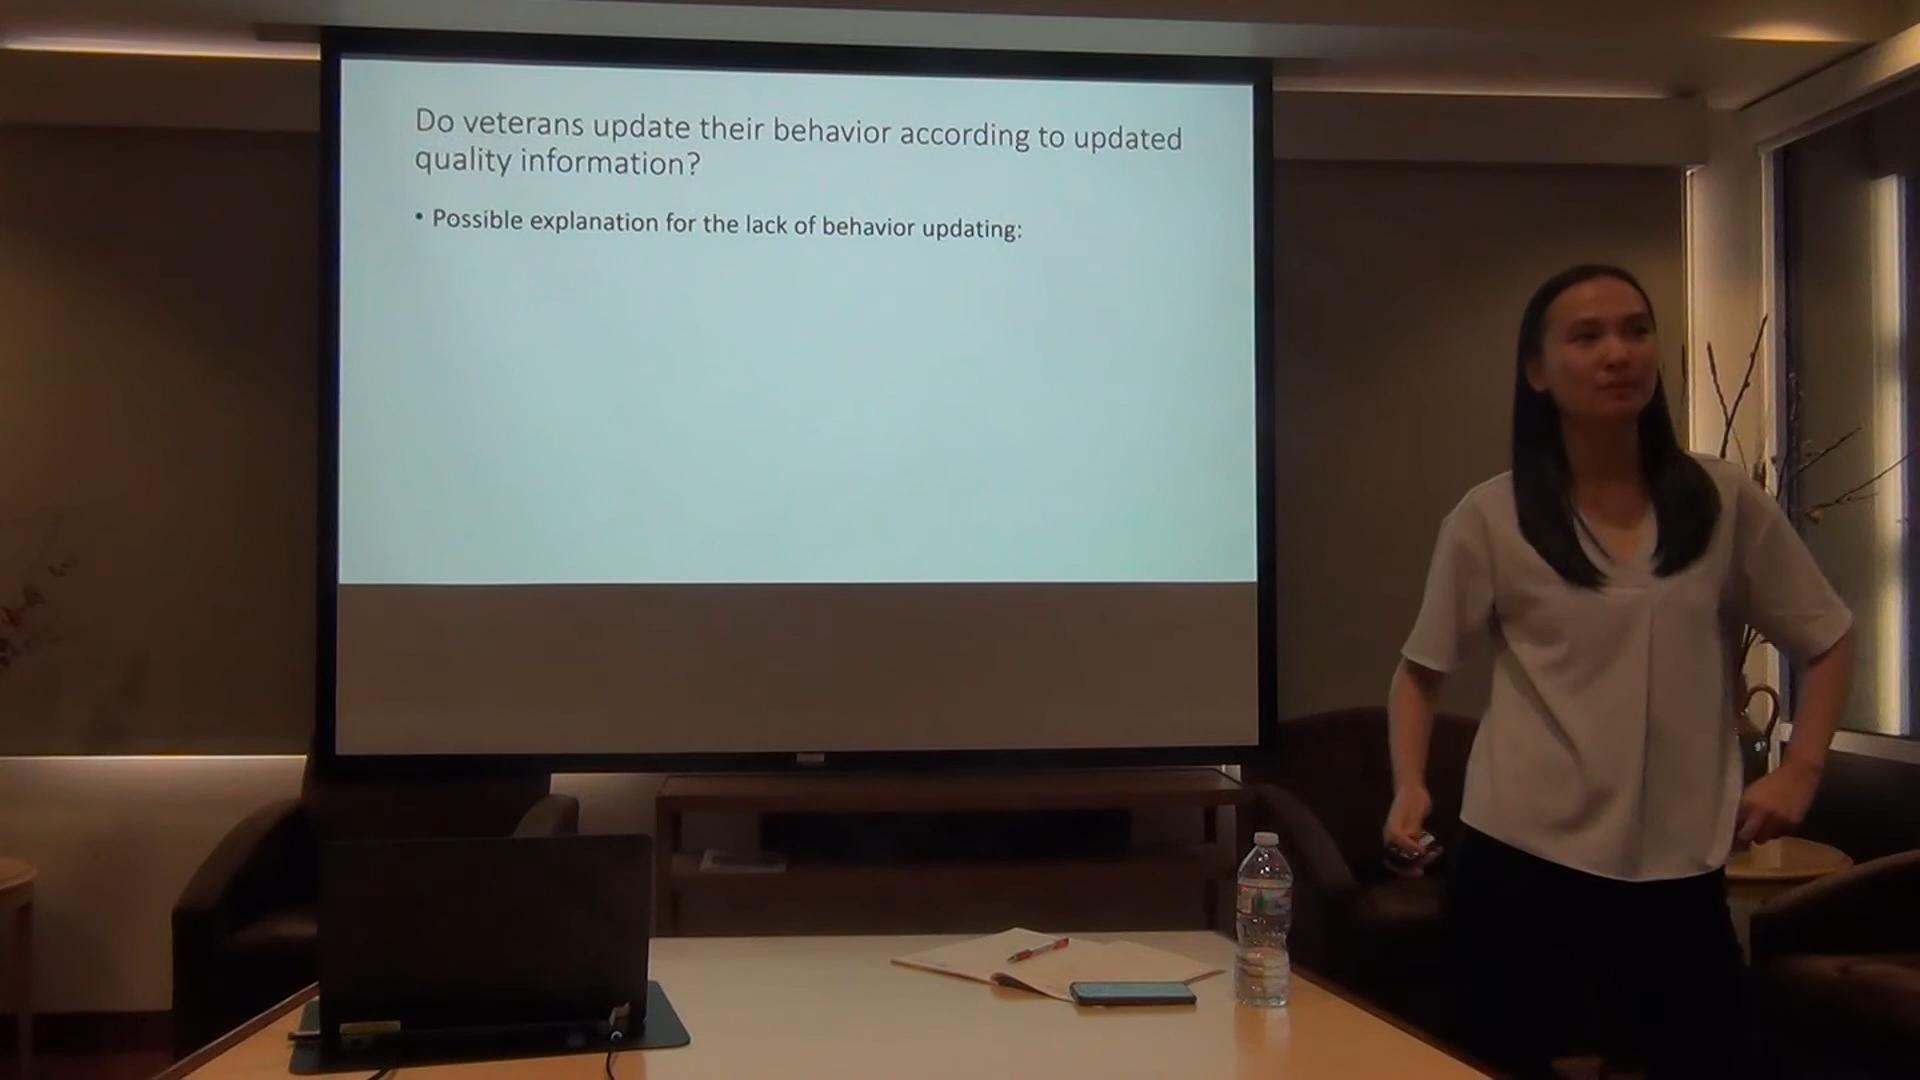 Do veterans update their behavior according to updated
quality information?
• Possible explanation for the lack of behavior updating: